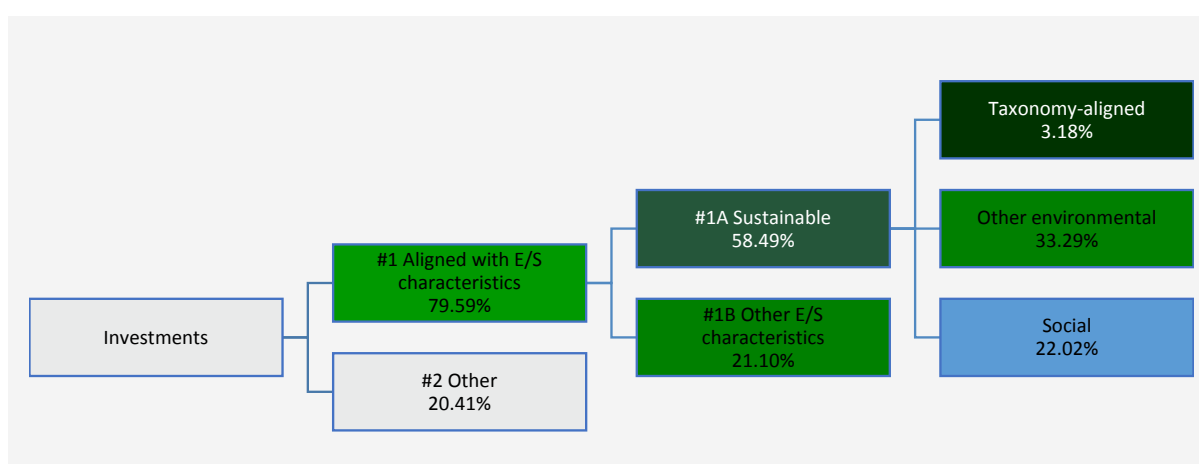 Investments
#1 Aligned with E/S
characteristics
79.59%
#2 Other
20.41%
#1A Sustainable
58.49%
#1B Other E/S
characteristics
21.10%
Taxonomy-aligned
3.18%
Other environmental
33.29%
Social
22.02%